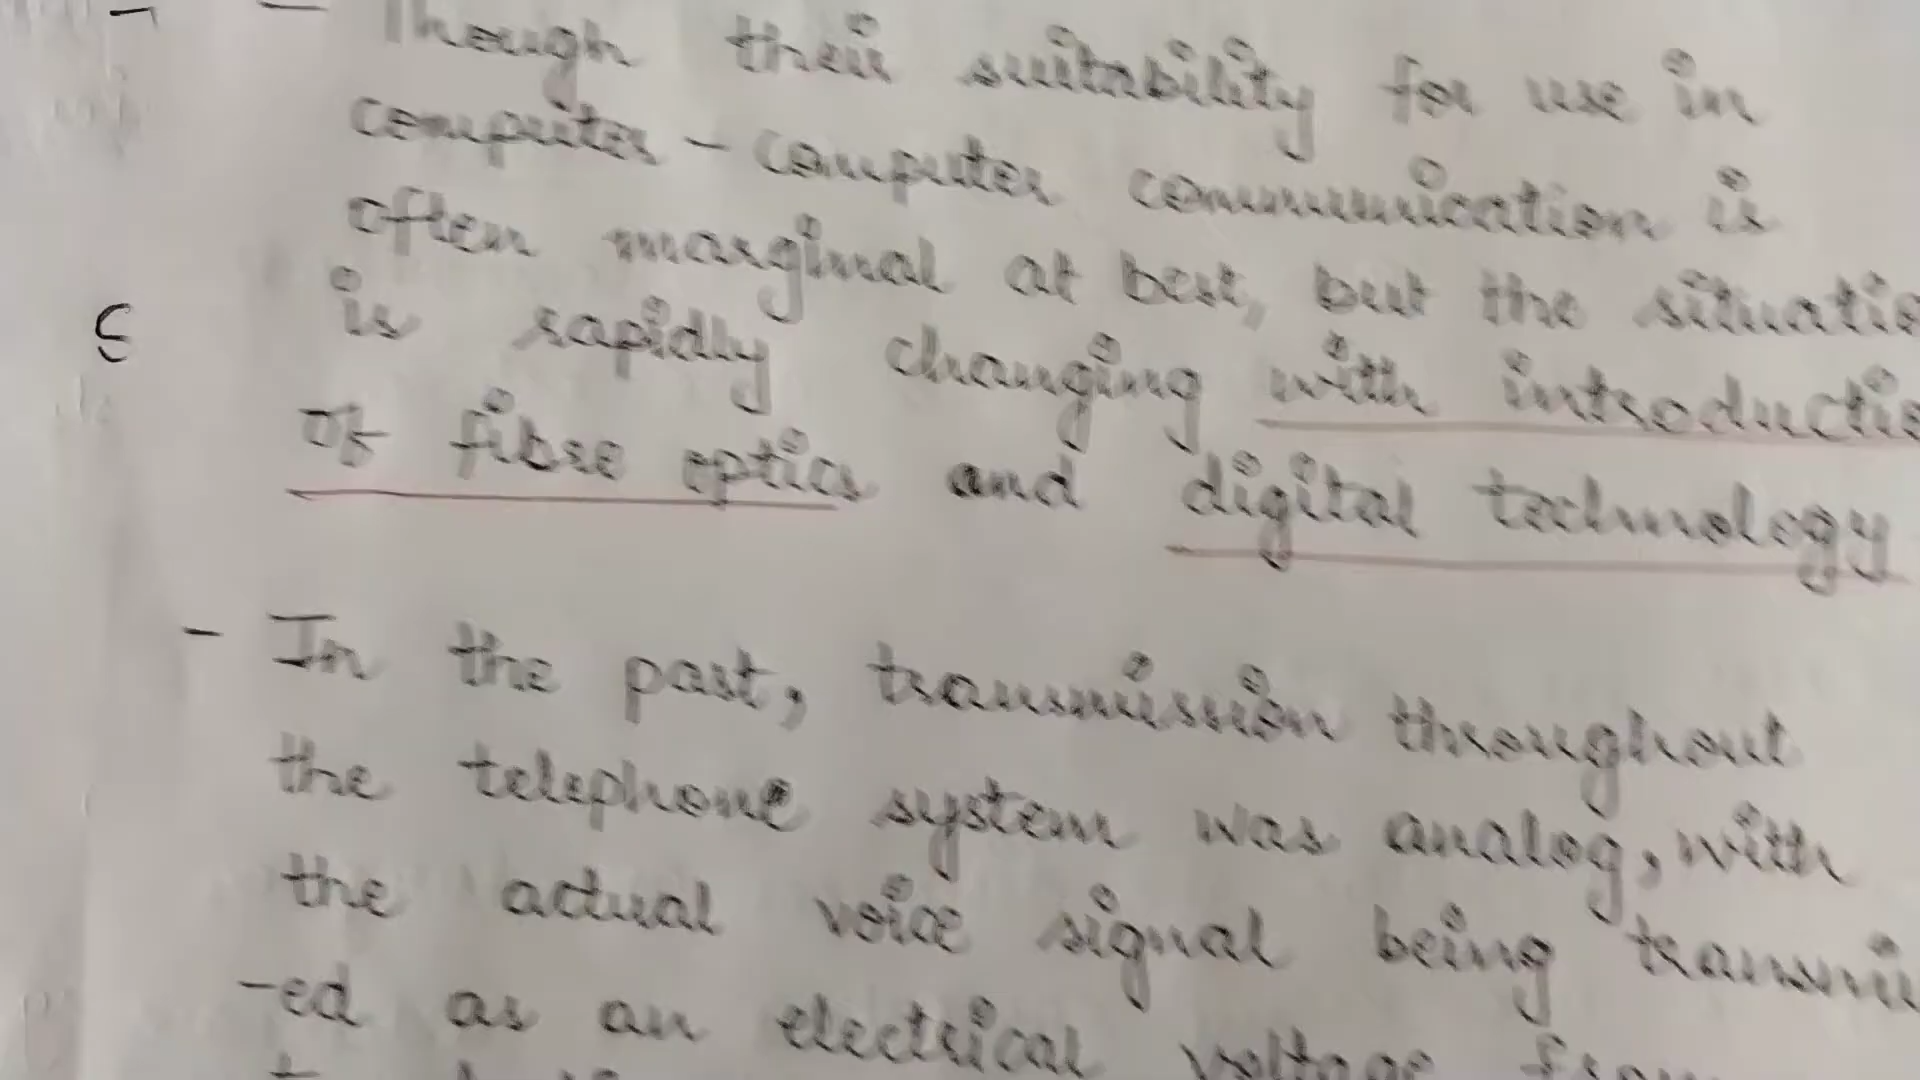 - Though their suitability for use in
computer - computer communication is
often marginal at best, but the situatio
is rapidly changing with introductio
of fibre optics and digital technology
- In the past, transmission throughout
the telephone system was analog, with
the actual voice signal being transmi
-ed as an electrical voltage from